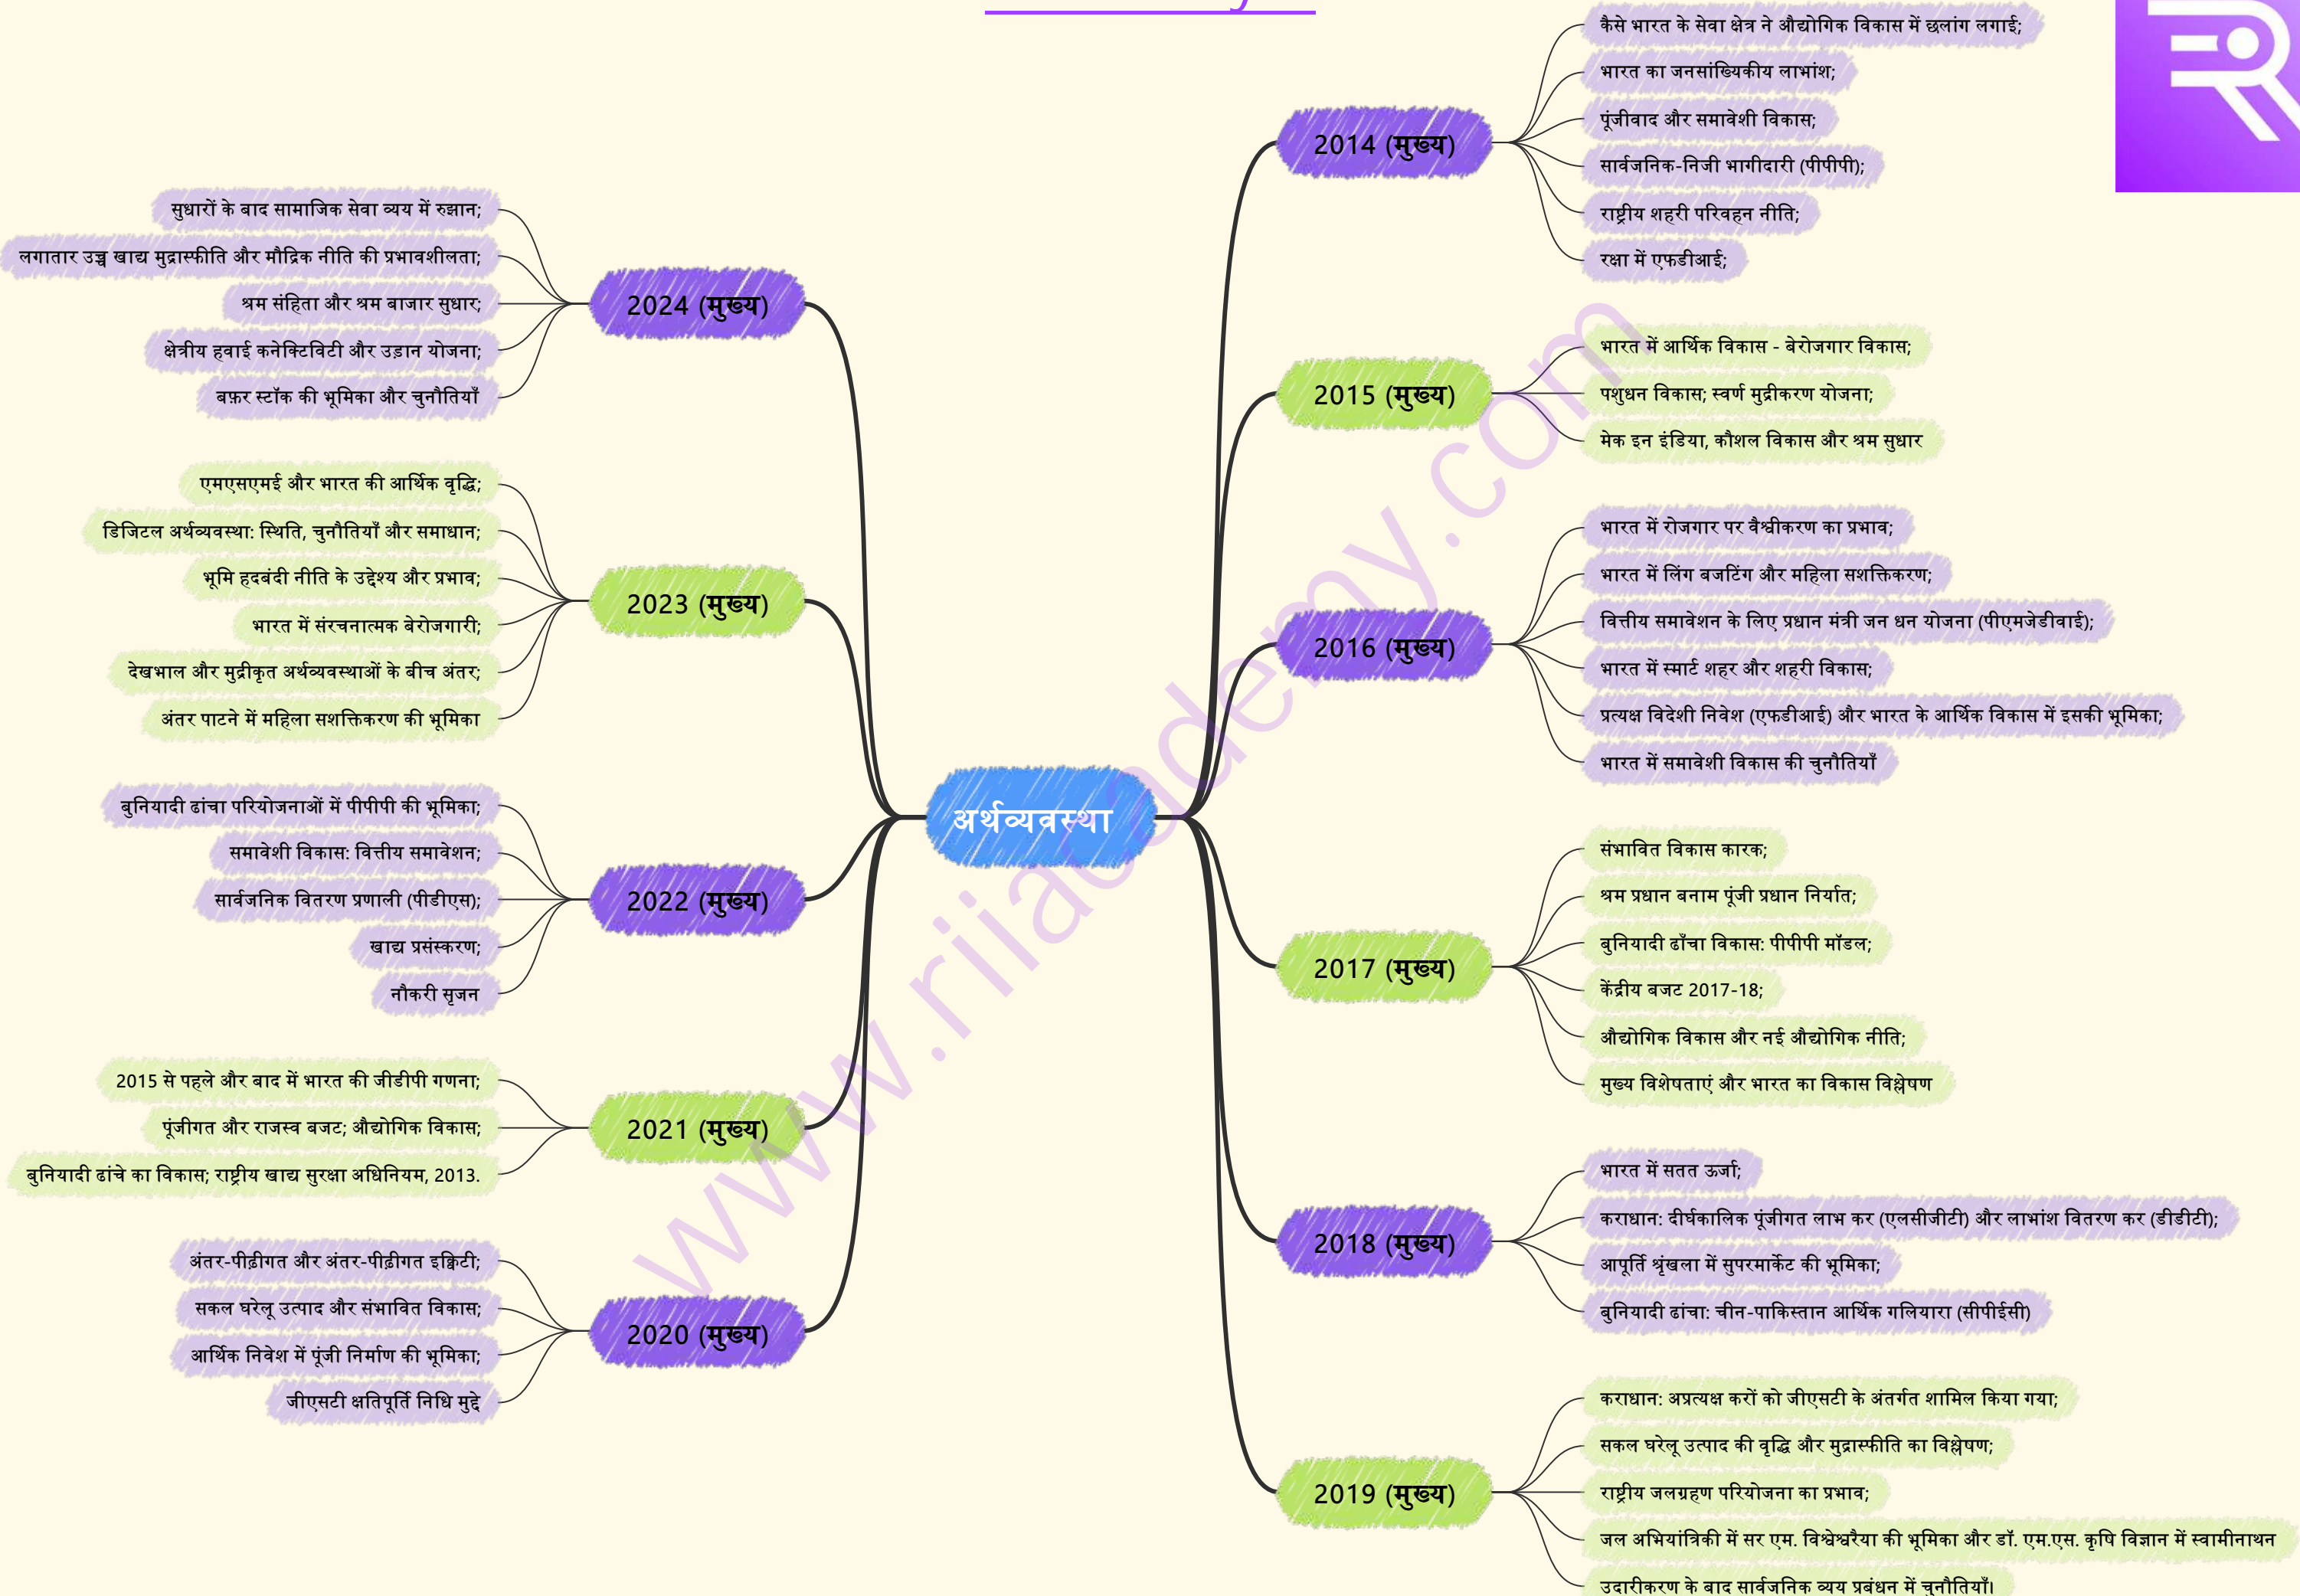 अर्थव्यवस्था
2014 (मुख्य)
कैसे भारत के सेवा क्षेत्र ने औद्योगिक विकास में छलांग लगाई;
भारत का जनसांख्यिकीय लाभांश;
पूंजीवाद और समावेशी विकास;
सार्वजनिक-निजी भागीदारी (पीपीपी);
राष्ट्रीय शहरी परिवहन नीति;
रक्षा में एफडीआई;
2015 (मुख्य)
भारत में आर्थिक विकास - बेरोजगार विकास;
पशुधन विकास; स्वर्ण मुद्रीकरण योजना;
मेक इन इंडिया, कौशल विकास और श्रम सुधार
2016 (मुख्य)
भारत में रोजगार पर वैश्वीकरण का प्रभाव;
भारत में लिंग बजटिंग और महिला सशक्तिकरण;
वित्तीय समावेशन के लिए प्रधान मंत्री जन धन योजना (पीएमजेडीवाई);
भारत में स्मार्ट शहर और शहरी विकास;
प्रत्यक्ष विदेशी निवेश (एफडीआई) और भारत के आर्थिक विकास में इसकी भूमिका;
भारत में समावेशी विकास की चुनौतियाँ
2017 (मुख्य)
संभावित विकास कारक;
श्रम प्रधान बनाम पूंजी प्रधान निर्यात;
बुनियादी ढाँचा विकास: पीपीपी मॉडल;
केंद्रीय बजट 2017-18;
औद्योगिक विकास और नई औद्योगिक नीति;
मुख्य विशेषताएं और भारत का विकास विश्लेषण
2018 (मुख्य)
भारत में सतत ऊर्जा;
कराधान: दीर्घकालिक पूंजीगत लाभ कर (एलसीजीटी) और लाभांश वितरण कर (डीडीटी);
आपूर्ति श्रृंखला में सुपरमार्केट की भूमिका;
बुनियादी ढांचा: चीन-पाकिस्तान आर्थिक गलियारा (सीपीईसी)
2019 (मुख्य)
कराधान: अप्रत्यक्ष करों को जीएसटी के अंतर्गत शामिल किया गया;
सकल घरेलू उत्पाद की वृद्धि और मुद्रास्फीति का विश्लेषण;
राष्ट्रीय जलग्रहण परियोजना का प्रभाव;
जल अभियांत्रिकी में सर एम. विश्वेश्वरैया की भूमिका और डॉ. एम.एस. कृषि विज्ञान में स्वामीनाथन
उदारीकरण के बाद सार्वजनिक व्यय प्रबंधन में चुनौतियाँ।
2024 (मुख्य)
सुधारों के बाद सामाजिक सेवा व्यय में रुझान;
लगातार उच्च खाद्य मुद्रास्फीति और मौद्रिक नीति की प्रभावशीलता;
श्रम संहिता और श्रम बाजार सुधार;
क्षेत्रीय हवाई कनेक्टिविटी और उड़ान योजना;
बफ़र स्टॉक की भूमिका और चुनौतियाँ
2023 (मुख्य)
एमएसएमई और भारत की आर्थिक वृद्धि;
डिजिटल अर्थव्यवस्था: स्थिति, चुनौतियाँ और समाधान;
भूमि हदबंदी नीति के उद्देश्य और प्रभाव;
भारत में संरचनात्मक बेरोजगारी;
देखभाल और मुद्रीकृत अर्थव्यवस्थाओं के बीच अंतर;
अंतर पाटने में महिला सशक्तिकरण की भूमिका
2022 (मुख्य)
बुनियादी ढांचा परियोजनाओं में पीपीपी की भूमिका;
समावेशी विकास: वित्तीय समावेशन;
सार्वजनिक वितरण प्रणाली (पीडीएस);
खाद्य प्रसंस्करण;
नौकरी सृजन
2021 (मुख्य)
2015 से पहले और बाद में भारत की जीडीपी गणना;
पूंजीगत और राजस्व बजट; औद्योगिक विकास;
बुनियादी ढांचे का विकास; राष्ट्रीय खाद्य सुरक्षा अधिनियम, 2013.
2020 (मुख्य)
अंतर-पीढ़ीगत और अंतर-पीढ़ीगत इक्विटी;
सकल घरेलू उत्पाद और संभावित विकास;
आर्थिक निवेश में पूंजी निर्माण की भूमिका;
जीएसटी क्षतिपूर्ति निधि मुद्दे